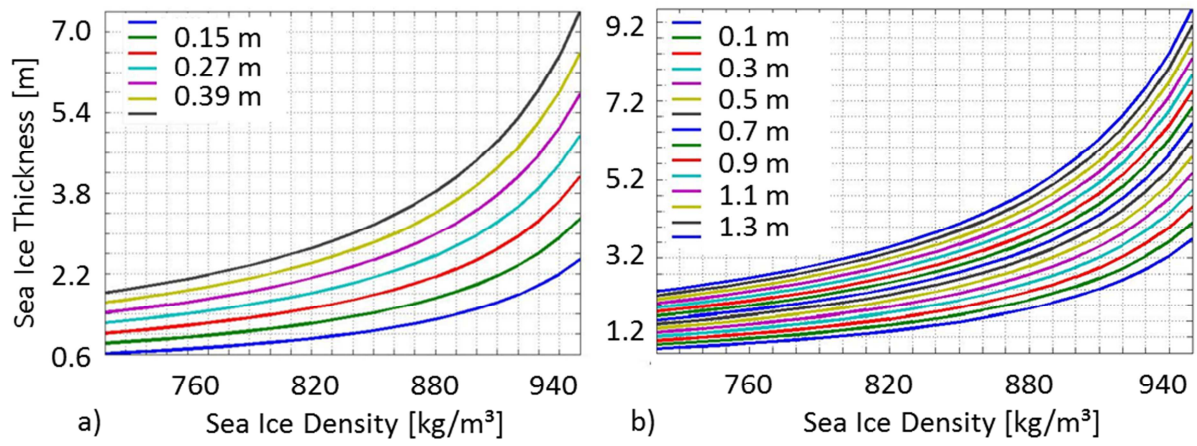 7.0
5.4
3.8
2.2
0.6
Sea Ice Thickness [m]
0.15 m
0.27 m
0.39 m
760 820 880 940
a) Sea Ice Density [kg/m³]
9.2
7.2
5.2
3.2
1.2
0.1 m
0.3 m
0.5 m
0.7 m
0.9 m
1.1 m
1.3 m
760 820 880 940
b) Sea Ice Density [kg/m³]